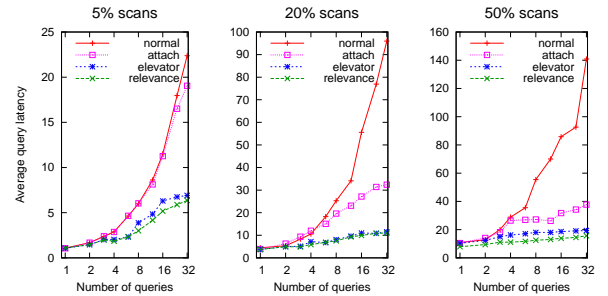 5% scans
20% scans
50% scans
Average query latency
25
20
15
10
5
0
normal
attach
elevator
relevance
1
2
4
8
16
32
Number of queries
100
90
80
70
60
50
40
30
20
10
0
normal
attach
elevator
relevance
1
2
4
8
16
32
Number of queries
160
140
120
100
80
60
40
20
0
normal
attach
elevator
relevance
1
2
4
8
16
32
Number of queries